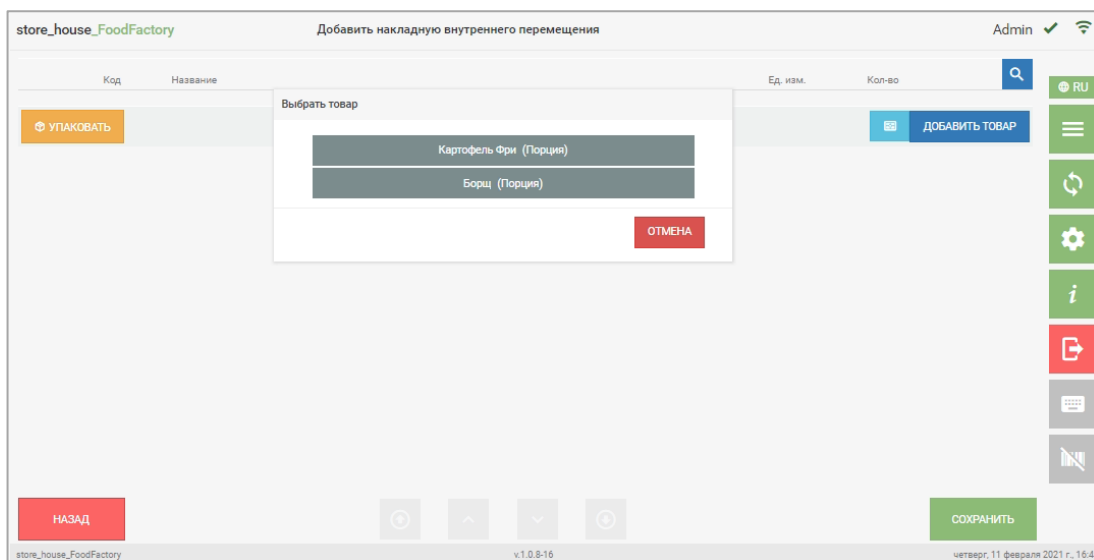 store_house_FoodFactory Добавить накладную внутреннего перемещения Admin
Код Название Ед. изм. Кол-во
RU
Выбрать товар
УПАКОВАТЬ ДОБАВИТЬ ТОВАР
Картофель Фри (Порция)
Борщ (Порция)
ОТМЕНА
i
НАЗАД СОХРАНИТЬ
store_house_FoodFactory v.1.0.8-16 четверг, 11 февраля 2021 г., 16:4